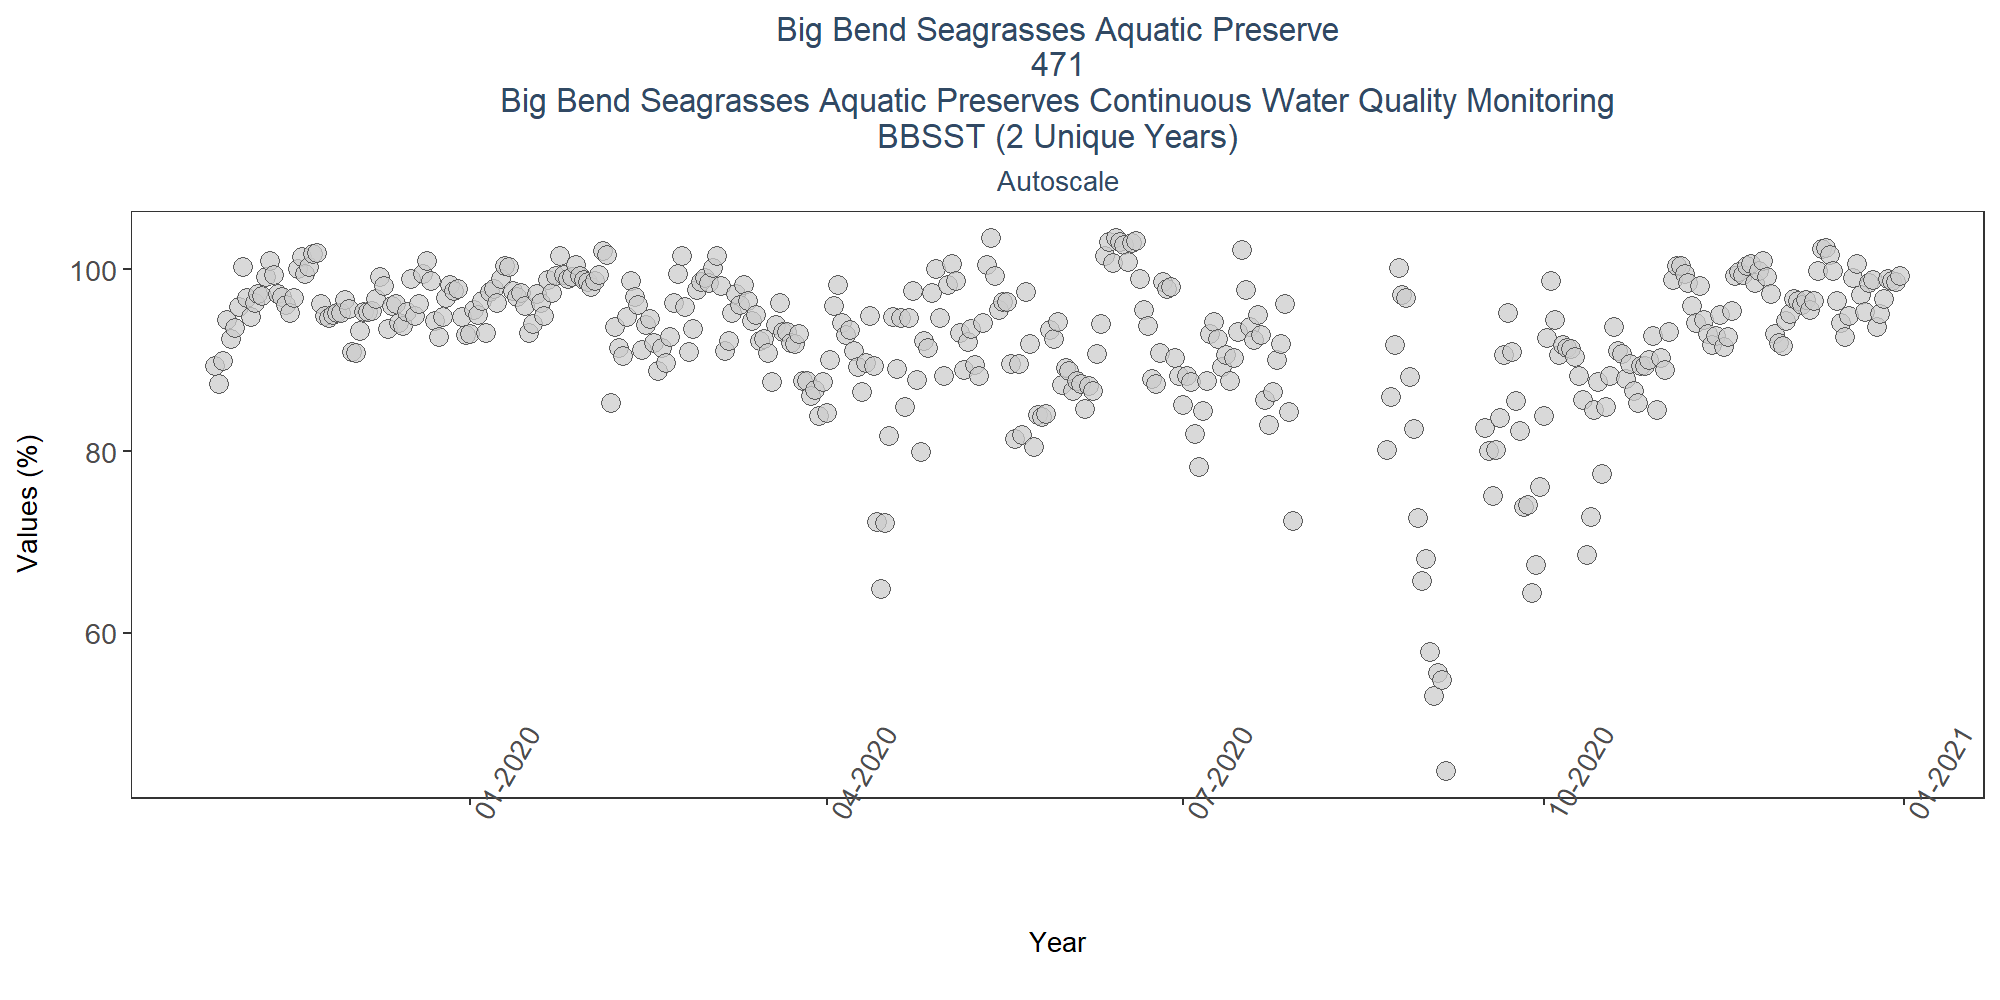 Big Bend Seagrasses Aquatic Preserve
471
Big Bend Seagrasses Aquatic Preserves Continuous Water Quality Monitoring
BBSST (2 Unique Years)
Autoscale
Values (%)
100
80
60
01-2020
04-2020
07-2020
10-2020
01-2021
Year